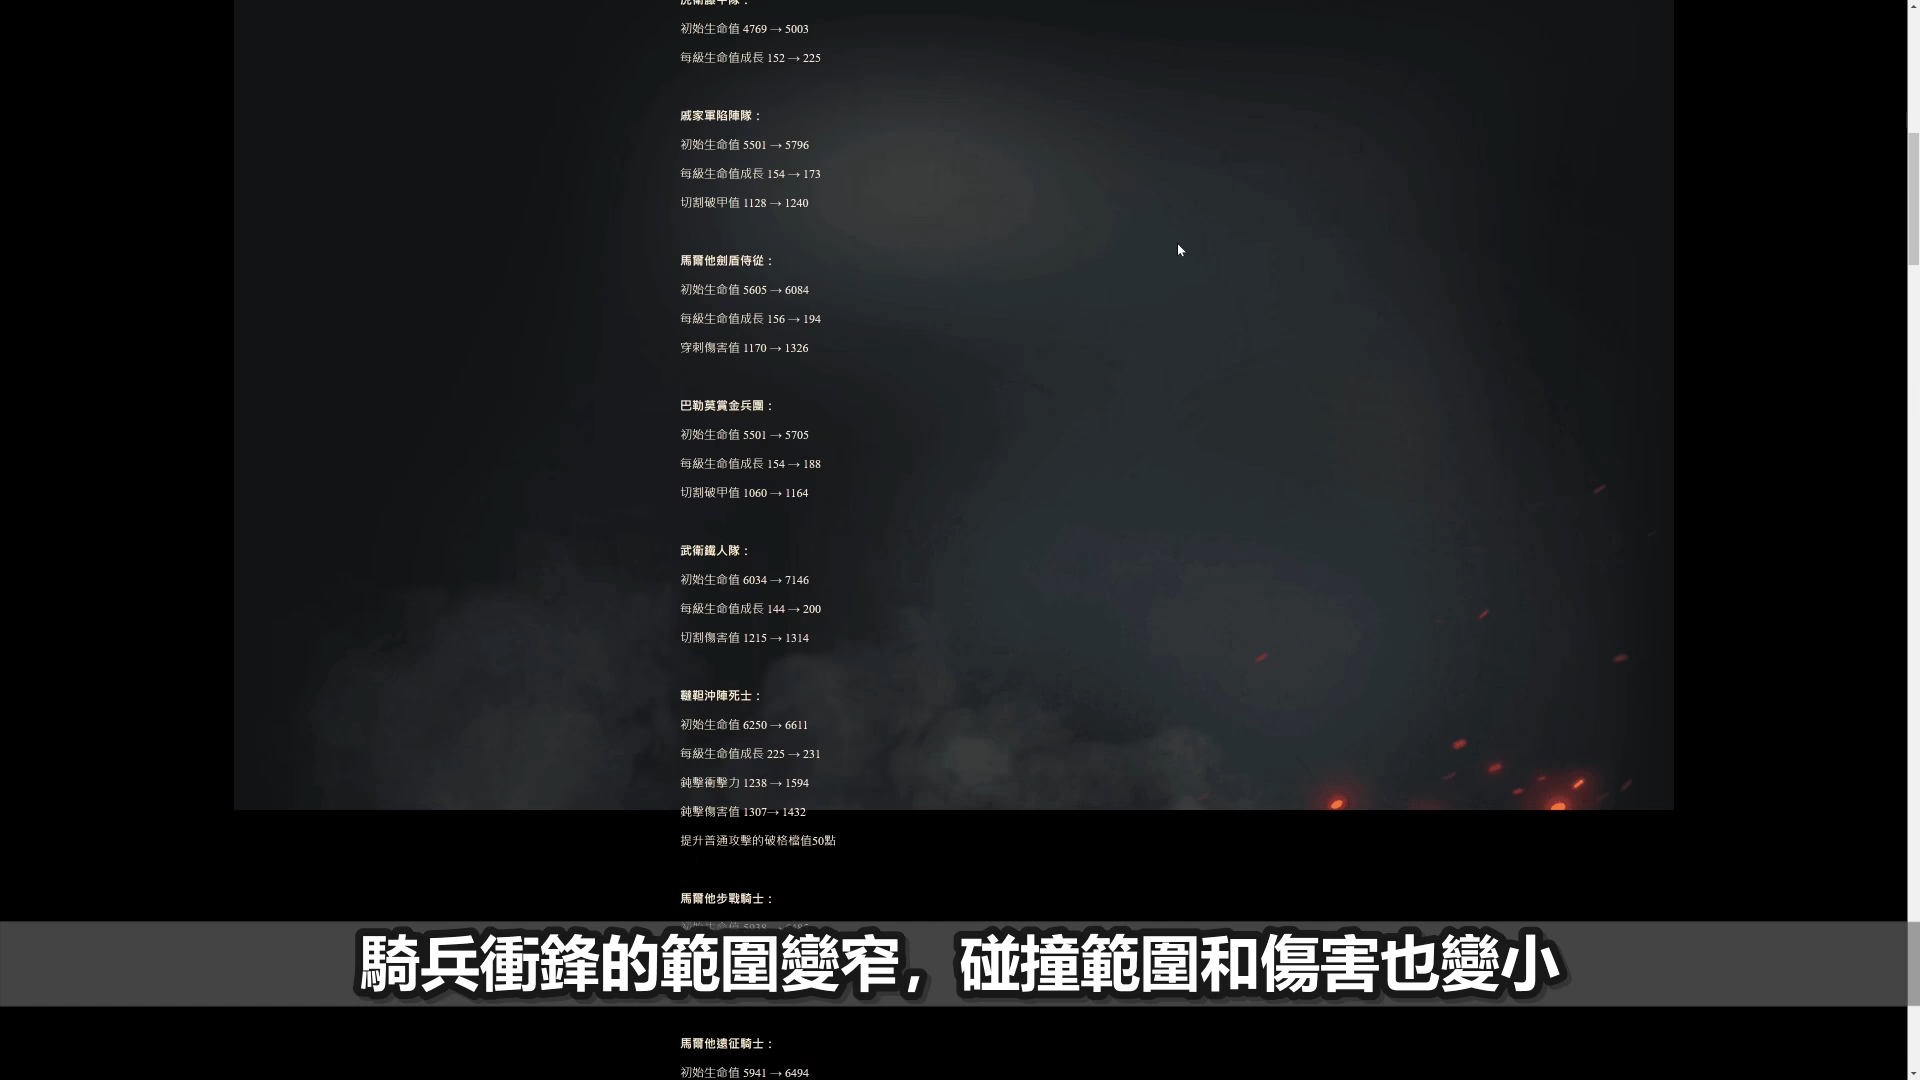 初始生命值 4769 → 5003
每級生命值成長 152 → 225
戚家軍陷陣隊：
初始生命值 5501 → 5796
每級生命值成長 154 → 173
切割破甲值 1128 → 1240
馬爾他劍盾侍從：
初始生命值 5605 → 6084
每級生命值成長 156 → 194
穿刺傷害值 1170 → 1326
巴勒莫賞金兵團：
初始生命值 5501 → 5705
每級生命值成長 154 → 188
切割破甲值 1060 → 1164
武衛鐵人隊：
初始生命值 6034 → 7146
每級生命值成長 144 → 200
切割傷害值 1215 → 1314
韃靼沖陣死士：
初始生命值 6250 → 6611
每級生命值成長 225 → 231
鈍擊衝擊力 1238 → 1594
鈍擊傷害值 1307→ 1432
提升普通攻擊的破格檔值50點
馬爾他步戰騎士：
騎兵衝鋒的範圍變窄，碰撞範圍和傷害也變小
馬爾他遠征騎士：
初始生命值 5941 → 6494